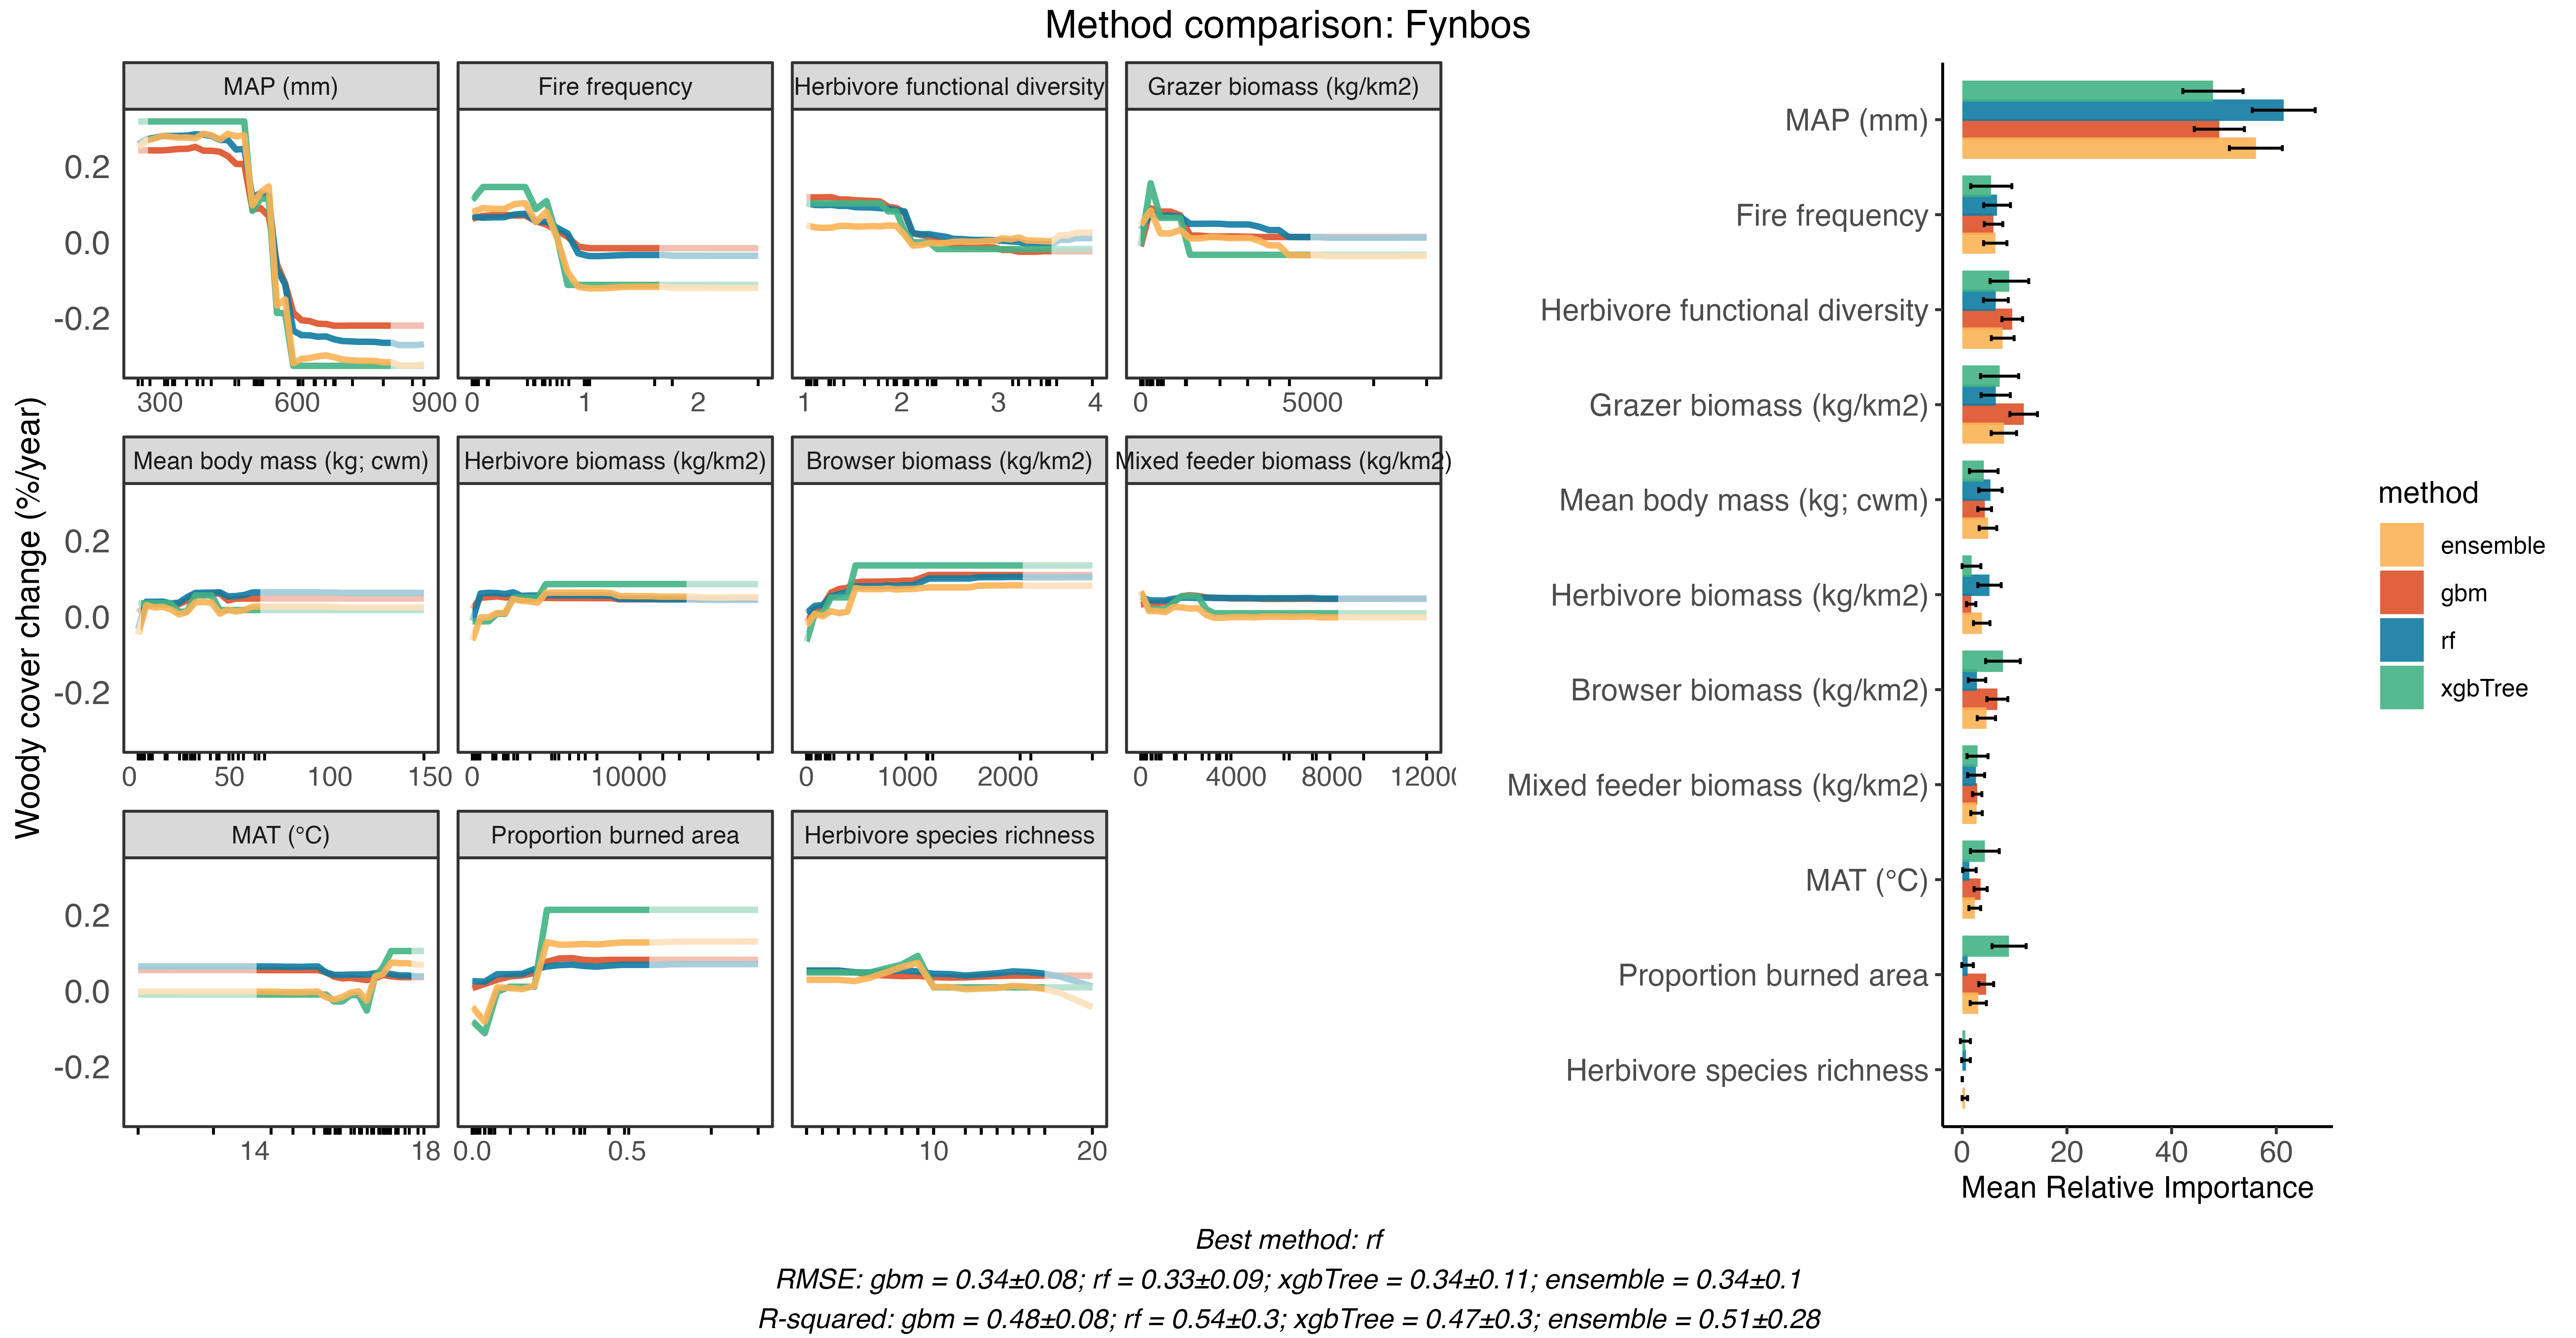 Method comparison: Fynbos
Woody cover change (%/year)
MAP (mm)
Fire frequency
Herbivore functional diversity
Grazer biomass (kg/km2)
0.2
0.0
-0.2
300 600 900
0 1 2
1 2 3 4
0 5000
Mean body mass (kg; cwm)
Herbivore biomass (kg/km2)
Browser biomass (kg/km2)
Mixed feeder biomass (kg/km2)
0.2
0.0
-0.2
0 50 100 150
0 10000
0 1000 2000
0 4000 8000 12000
MAT (°C)
Proportion burned area
Herbivore species richness
0.2
0.0
-0.2
14 18
0.0 0.5
10 20
MAP (mm)
Fire frequency
Herbivore functional diversity
Grazer biomass (kg/km2)
Mean body mass (kg; cwm)
Herbivore biomass (kg/km2)
Browser biomass (kg/km2)
Mixed feeder biomass (kg/km2)
MAT (°C)
Proportion burned area
Herbivore species richness
0 20 40 60
Mean Relative Importance
method
ensemble
gbm
rf
xgbTree
Best method: rf
RMSE: gbm = 0.34±0.08; rf = 0.33±0.09; xgbTree = 0.34±0.11; ensemble = 0.34±0.1
R-squared: gbm = 0.48±0.08; rf = 0.54±0.3; xgbTree = 0.47±0.3; ensemble = 0.51±0.28